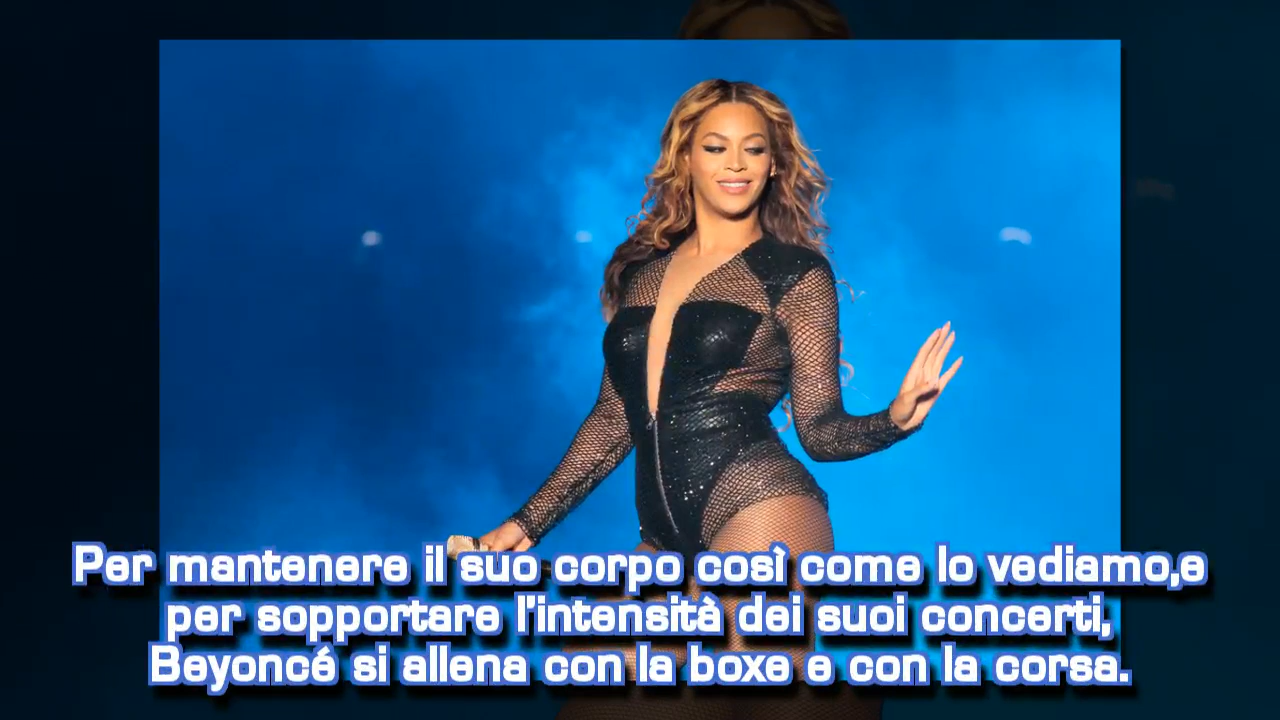 Per mantenere il suo corpo così come lo vediamo,e
per sopportare l'intensità dei suoi concerti,
Beyoncé si allena con la boxe e con la corsa.